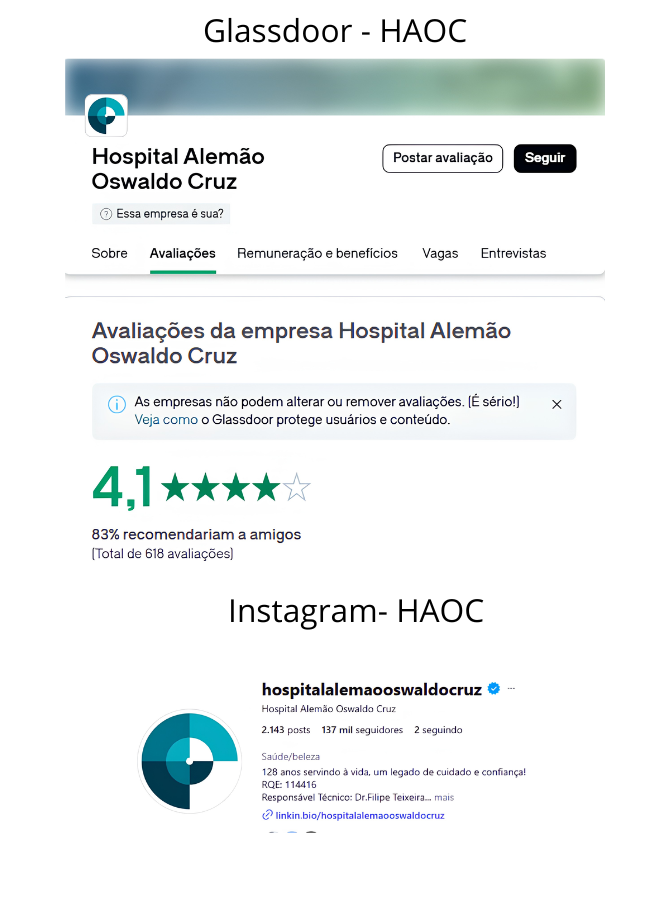 Glassdoor - HAOC
Hospital Alemão
Oswaldo Cruz
Postar avaliação
Seguir
Essa empresa é sua?
Sobre Avaliações Remuneração e benefícios Vagas Entrevistas
Avaliações da empresa Hospital Alemão
Oswaldo Cruz
As empresas não podem alterar ou remover avaliações. (É sério!)
Veja como o Glassdoor protege usuários e conteúdo.
4,1
83% recomendariam a amigos
(Total de 618 avaliações)
Instagram- HAOC
hospitalalemaooswaldocruz ...
Hospital Alemão Oswaldo Cruz
2.143 posts 137 mil seguidores 2 seguindo
Saúde/beleza
128 anos servindo à vida, um legado de cuidado e confiança!
RQE: 114416
Responsável Técnico: Dr.Filipe Teixeira... mais
linkin.bio/hospitalalemaooswaldocruz